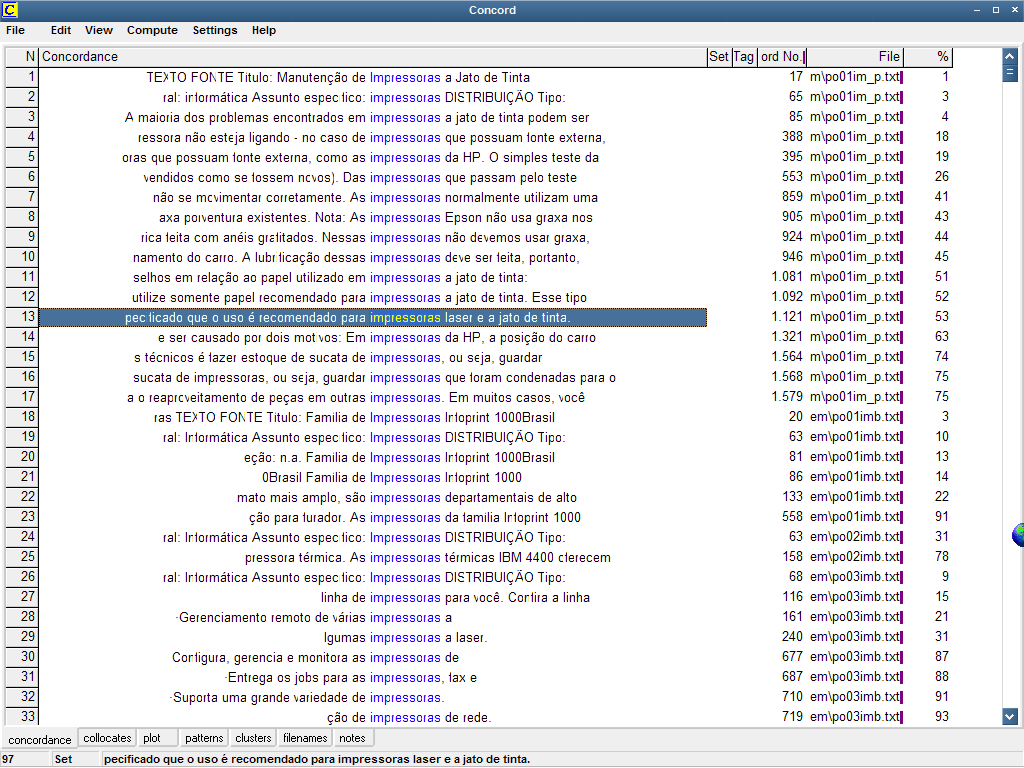 C Concord
File Edit View Compute Settings Help
N Concordance Set Tag ord No. File %
1 TEXTO FONTE Titulo: Manutenção de Impressoras a Jato de Tinta 17 m\po01im_p.txt 1
2 ral: informática Assunto especifico: impressoras DISTRIBUIÇÃO Tipo: 65 m\po01im_p.txt 3
3 A maioria dos problemas encontrados em impressoras a jato de tinta podem ser 85 m\po01im_p.txt 4
4 ressora não esteja ligando - no caso de impressoras que possuam fonte externa, 388 m\po01im_p.txt 18
5 oras que possuam fonte externa, como as impressoras da HP. O simples teste da 395 m\po01im_p.txt 19
6 vendidos como se fossem novos). Das impressoras que passam pelo teste 553 m\po01im_p.txt 26
7 não se movimentar corretamente. As impressoras normalmente utilizam uma 859 m\po01im_p.txt 41
8 axa porventura existentes. Nota: As impressoras Epson não usa graxa nos 905 m\po01im_p.txt 43
9 rica feita com anéis grafitados. Nessas impressoras não devemos usar graxa, 924 m\po01im_p.txt 44
10 namento do carro. A lubrificação dessas impressoras deve ser feita, portanto, 946 m\po01im_p.txt 45
11 selhos em relação ao papel utilizado em impressoras a jato de tinta: 1.081 m\po01im_p.txt 51
12 utilize somente papel recomendado para impressoras a jato de tinta. Esse tipo 1.092 m\po01im_p.txt 52
13 pecificado que o uso é recomendado para impressoras laser e a jato de tinta. 1.121 m\po01im_p.txt 53
14 e ser causado por dois motivos: Em impressoras da HP, a posição do carro 1.321 m\po01im_p.txt 63
15 s técnicos é fazer estoque de sucata de impressoras, ou seja, guardar 1.564 m\po01im_p.txt 74
16 sucata de impressoras, ou seja, guardar impressoras que foram condenadas para o 1.568 m\po01im_p.txt 75
17 a o reaproveitamento de peças em outras impressoras. Em muitos casos, você 1.579 m\po01im_p.txt 75
18 ras TEXTO FONTE Titulo: Familia de Impressoras Infoprint 1000Brasil 20 em\po01imb.txt 3
19 ral: Informática Assunto especifico: Impressoras DISTRIBUIÇÃO Tipo: 63 em\po01imb.txt 10
20 eção: n.a. Familia de Impressoras Infoprint 1000Brasil 81 em\po01imb.txt 13
21 0Brasil Familia de Impressoras Infoprint 1000 86 em\po01imb.txt 14
22 mato mais amplo, são impressoras departamentais de alto 133 em\po01imb.txt 22
23 ção para furador. As impressoras da familia Infoprint 1000 558 em\po01imb.txt 91
24 ral: Informática Assunto especifico: Impressoras DISTRIBUIÇÃO Tipo: 63 em\po02imb.txt 31
25 pressora térmica. As impressoras térmicas IBM 4400 oferecem 158 em\po02imb.txt 78
26 ral: Informática Assunto especifico: Impressoras DISTRIBUIÇÃO Tipo: 68 em\po03imb.txt 9
27 linha de impressoras para você. Confira a linha 116 em\po03imb.txt 15
28 ·Gerenciamento remoto de várias impressoras a 161 em\po03imb.txt 21
29 lgumas impressoras a laser. 240 em\po03imb.txt 31
30 Configura, gerencia e monitora as impressoras de 677 em\po03imb.txt 87
31 ·Entrega os jobs para as impressoras, fax e 687 em\po03imb.txt 88
32 ·Suporta uma grande variedade de impressoras. 710 em\po03imb.txt 91
33 ção de impressoras de rede. 719 em\po03imb.txt 93
concordance collocates plot patterns clusters filenames notes
97 Set pecificado que o uso é recomendado para impressoras laser e a jato de tinta.